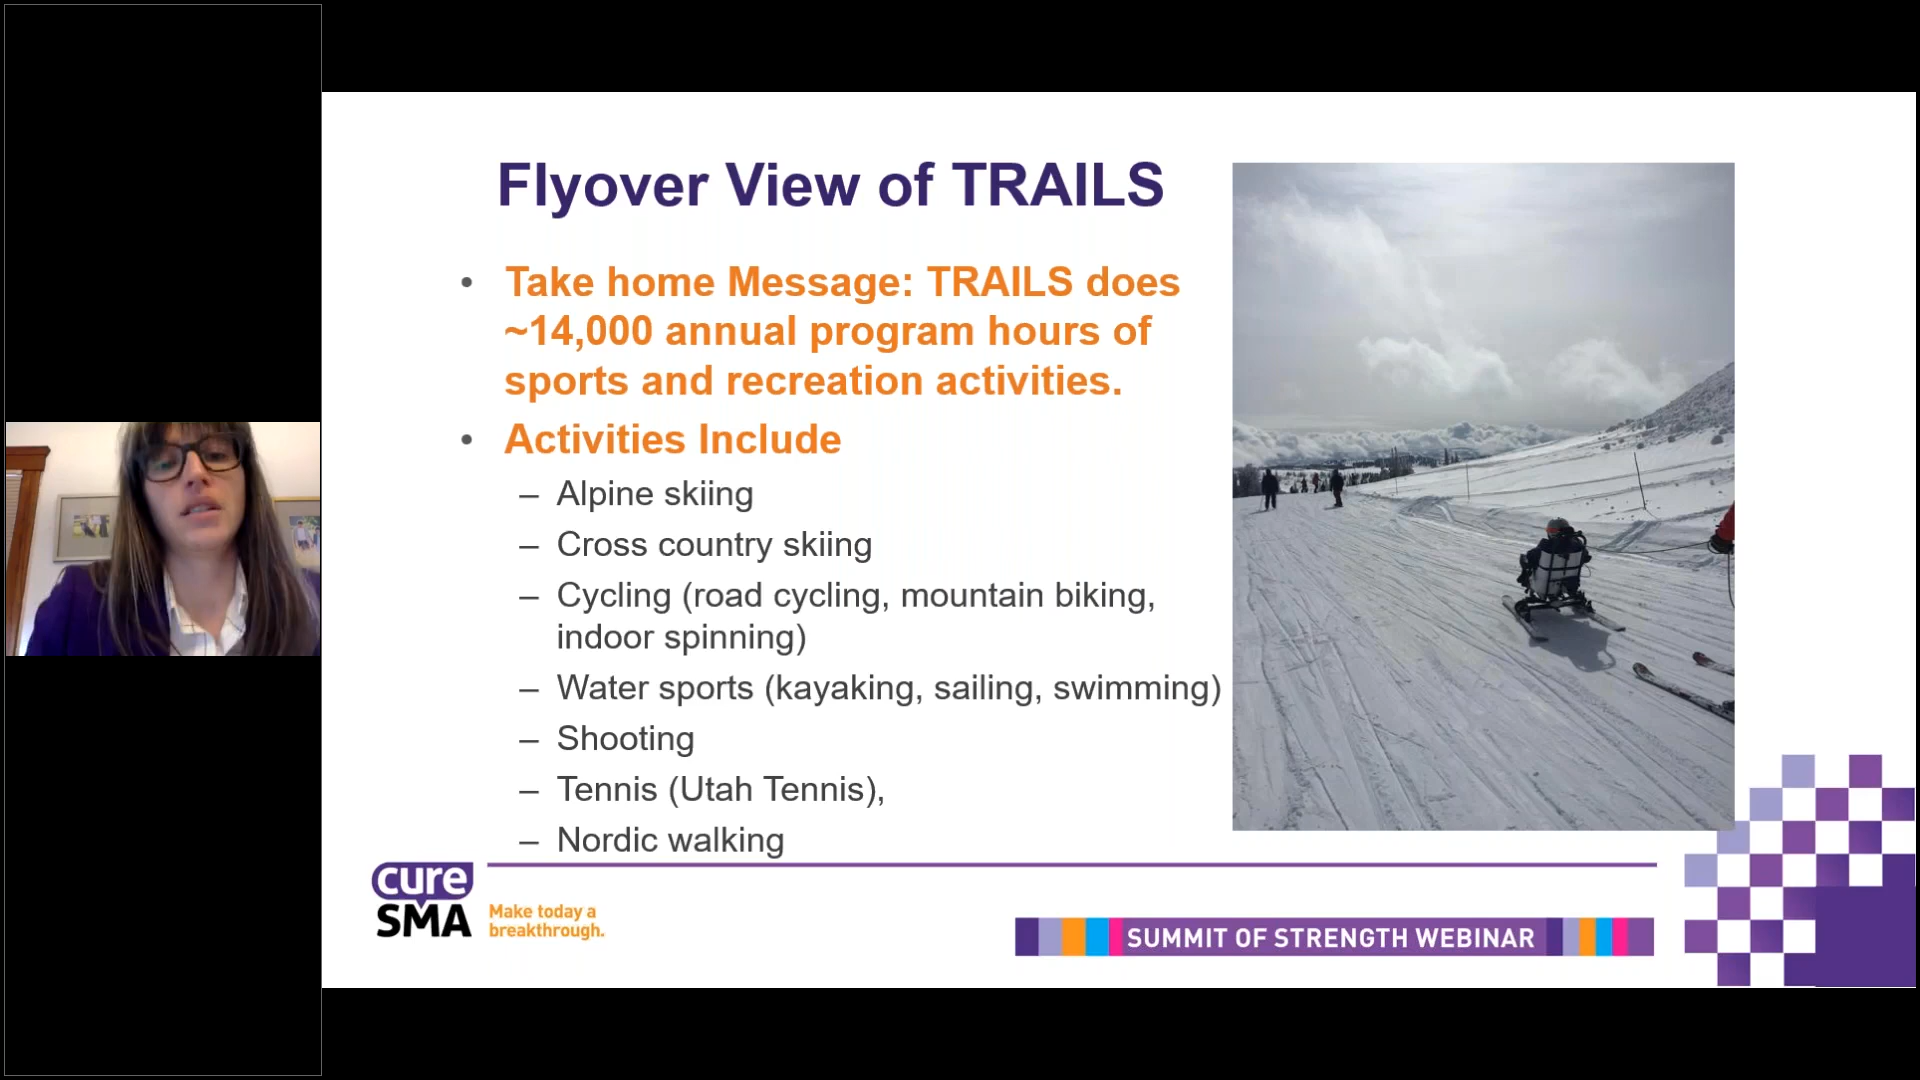 Flyover View of TRAILS
• Take home Message: TRAILS does
~14,000 annual program hours of
sports and recreation activities.
• Activities Include
– Alpine skiing
– Cross country skiing
– Cycling (road cycling, mountain biking,
indoor spinning)
– Water sports (kayaking, sailing, swimming)
– Shooting
– Tennis (Utah Tennis),
– Nordic walking
cure
SMA
Make today a
breakthrough.
SUMMIT OF STRENGTH WEBINAR